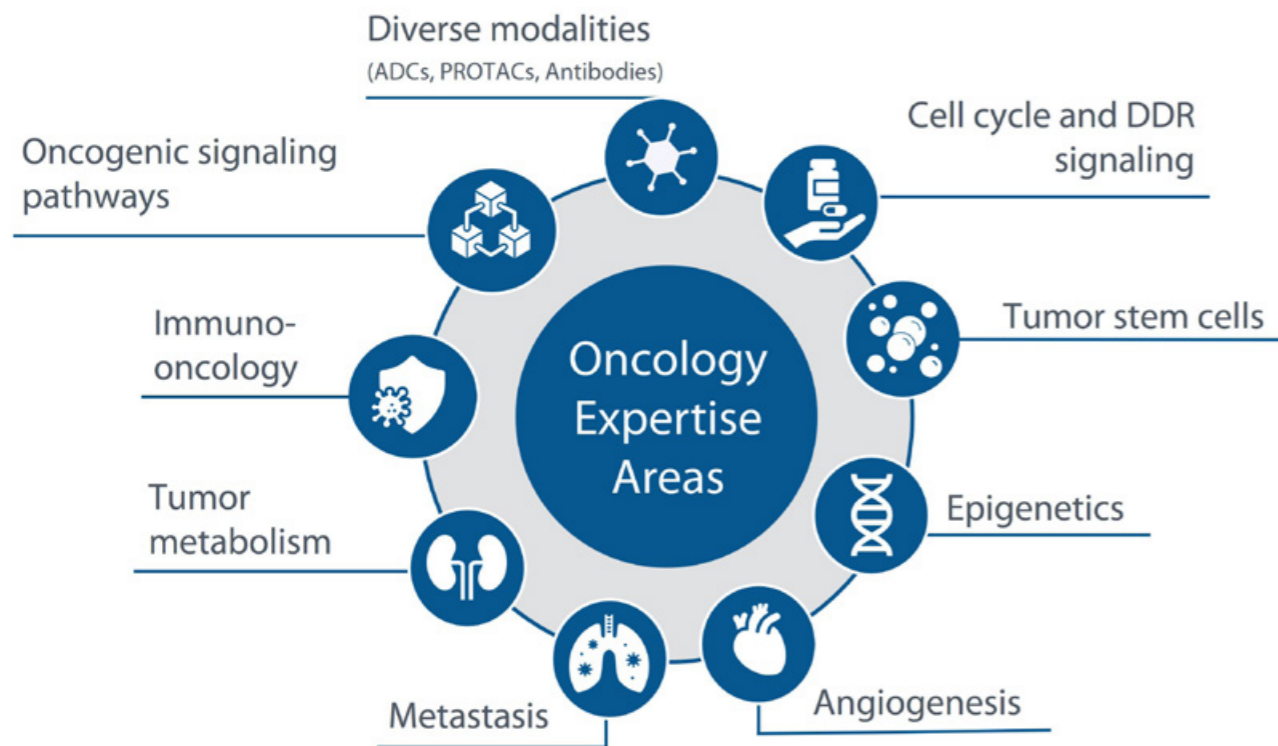 Diverse modalities
(ADCs, PROTACs, Antibodies)
Cell cycle and DDR
signaling
Oncogenic signaling
pathways
Tumor stem cells
Immuno-
oncology
Oncology
Expertise
Areas
Tumor
metabolism
Epigenetics
Metastasis
Angiogenesis